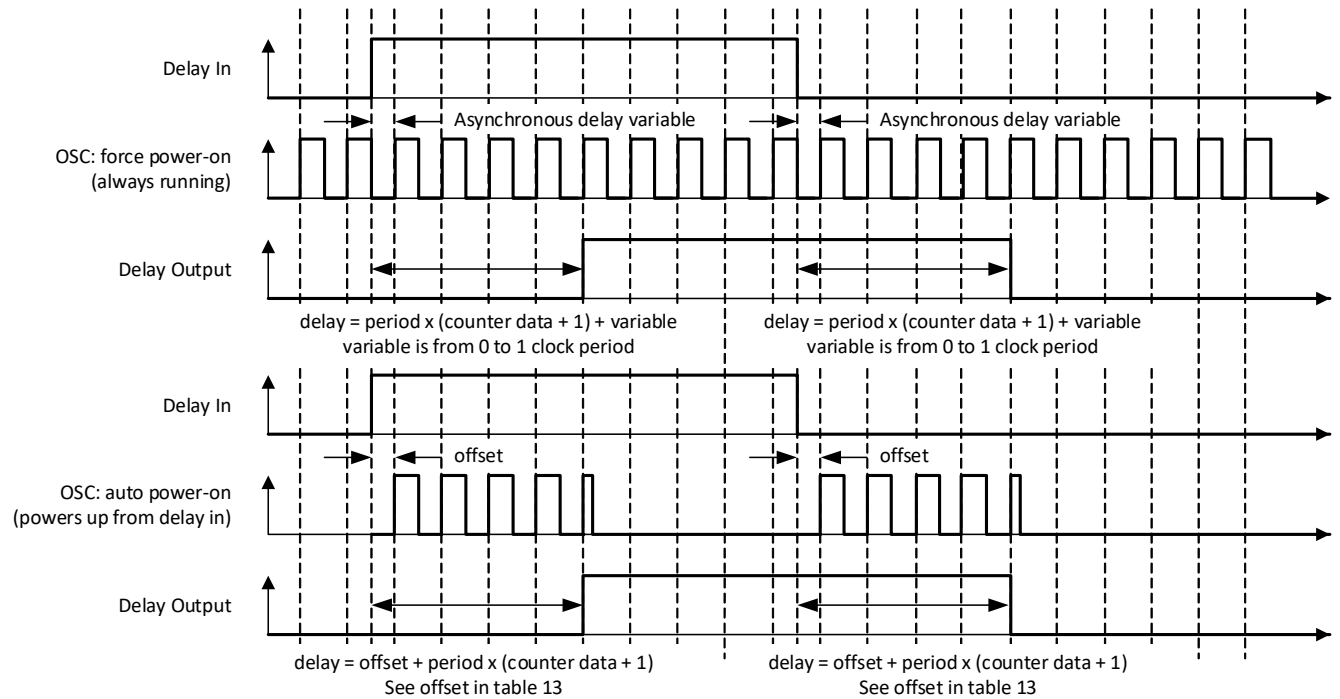 Delay In
Asynchronous delay variable Asynchronous delay variable
OSC: force power-on
(always running)
Delay Output
delay = period x (counter data + 1) + variable delay = period x (counter data + 1) + variable
variable is from 0 to 1 clock period variable is from 0 to 1 clock period
Delay In
offset offset
OSC: auto power-on
(powers up from delay in)
Delay Output
delay = offset + period x (counter data + 1) delay = offset + period x (counter data + 1)
See offset in table 13 See offset in table 13